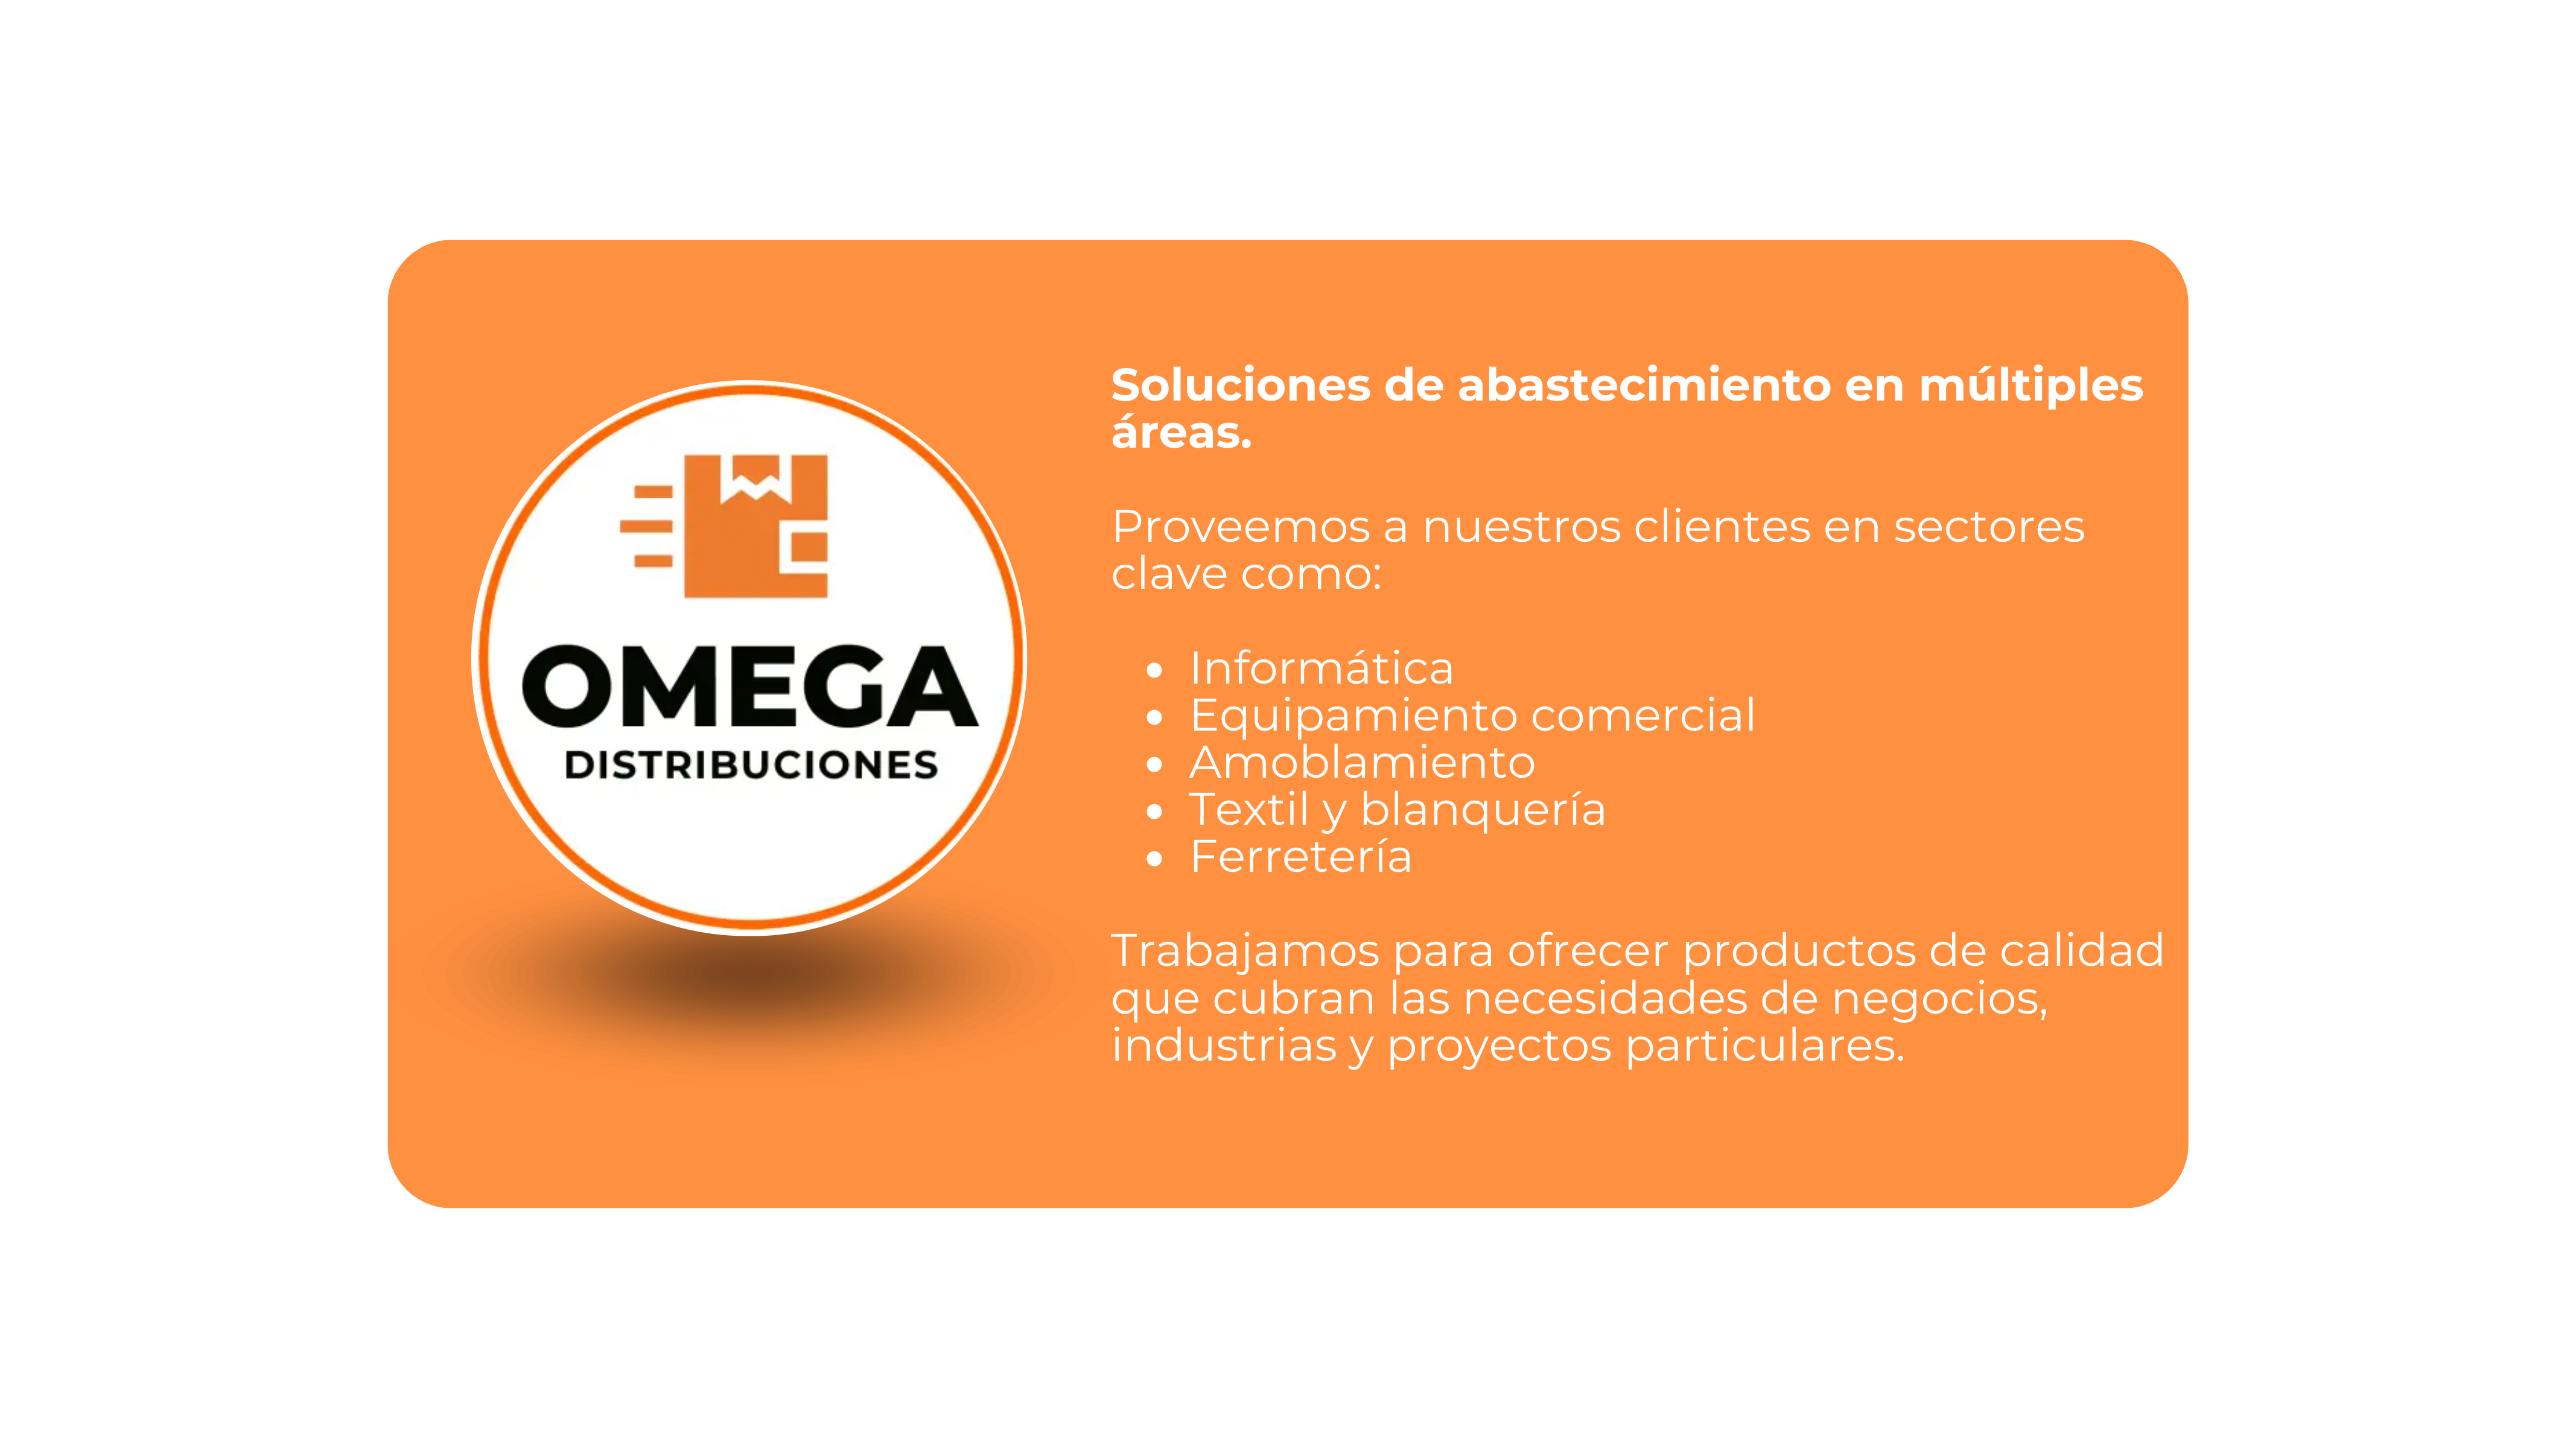 OMEGA
DISTRIBUCIONES
Soluciones de abastecimiento en múltiples
áreas.
Proveemos a nuestros clientes en sectores
clave como:
• Informática
• Equipamiento comercial
• Amoblamiento
• Textil y blanquería
• Ferretería
Trabajamos para ofrecer productos de calidad
que cubran las necesidades de negocios,
industrias y proyectos particulares.